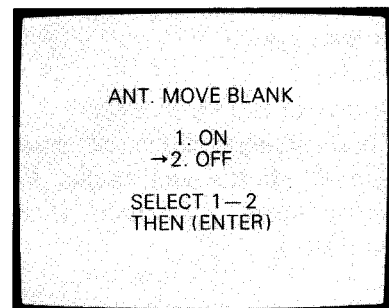 ANT. MOVE BLANK
1. ON
→2. OFF
SELECT 1—2
THEN (ENTER)